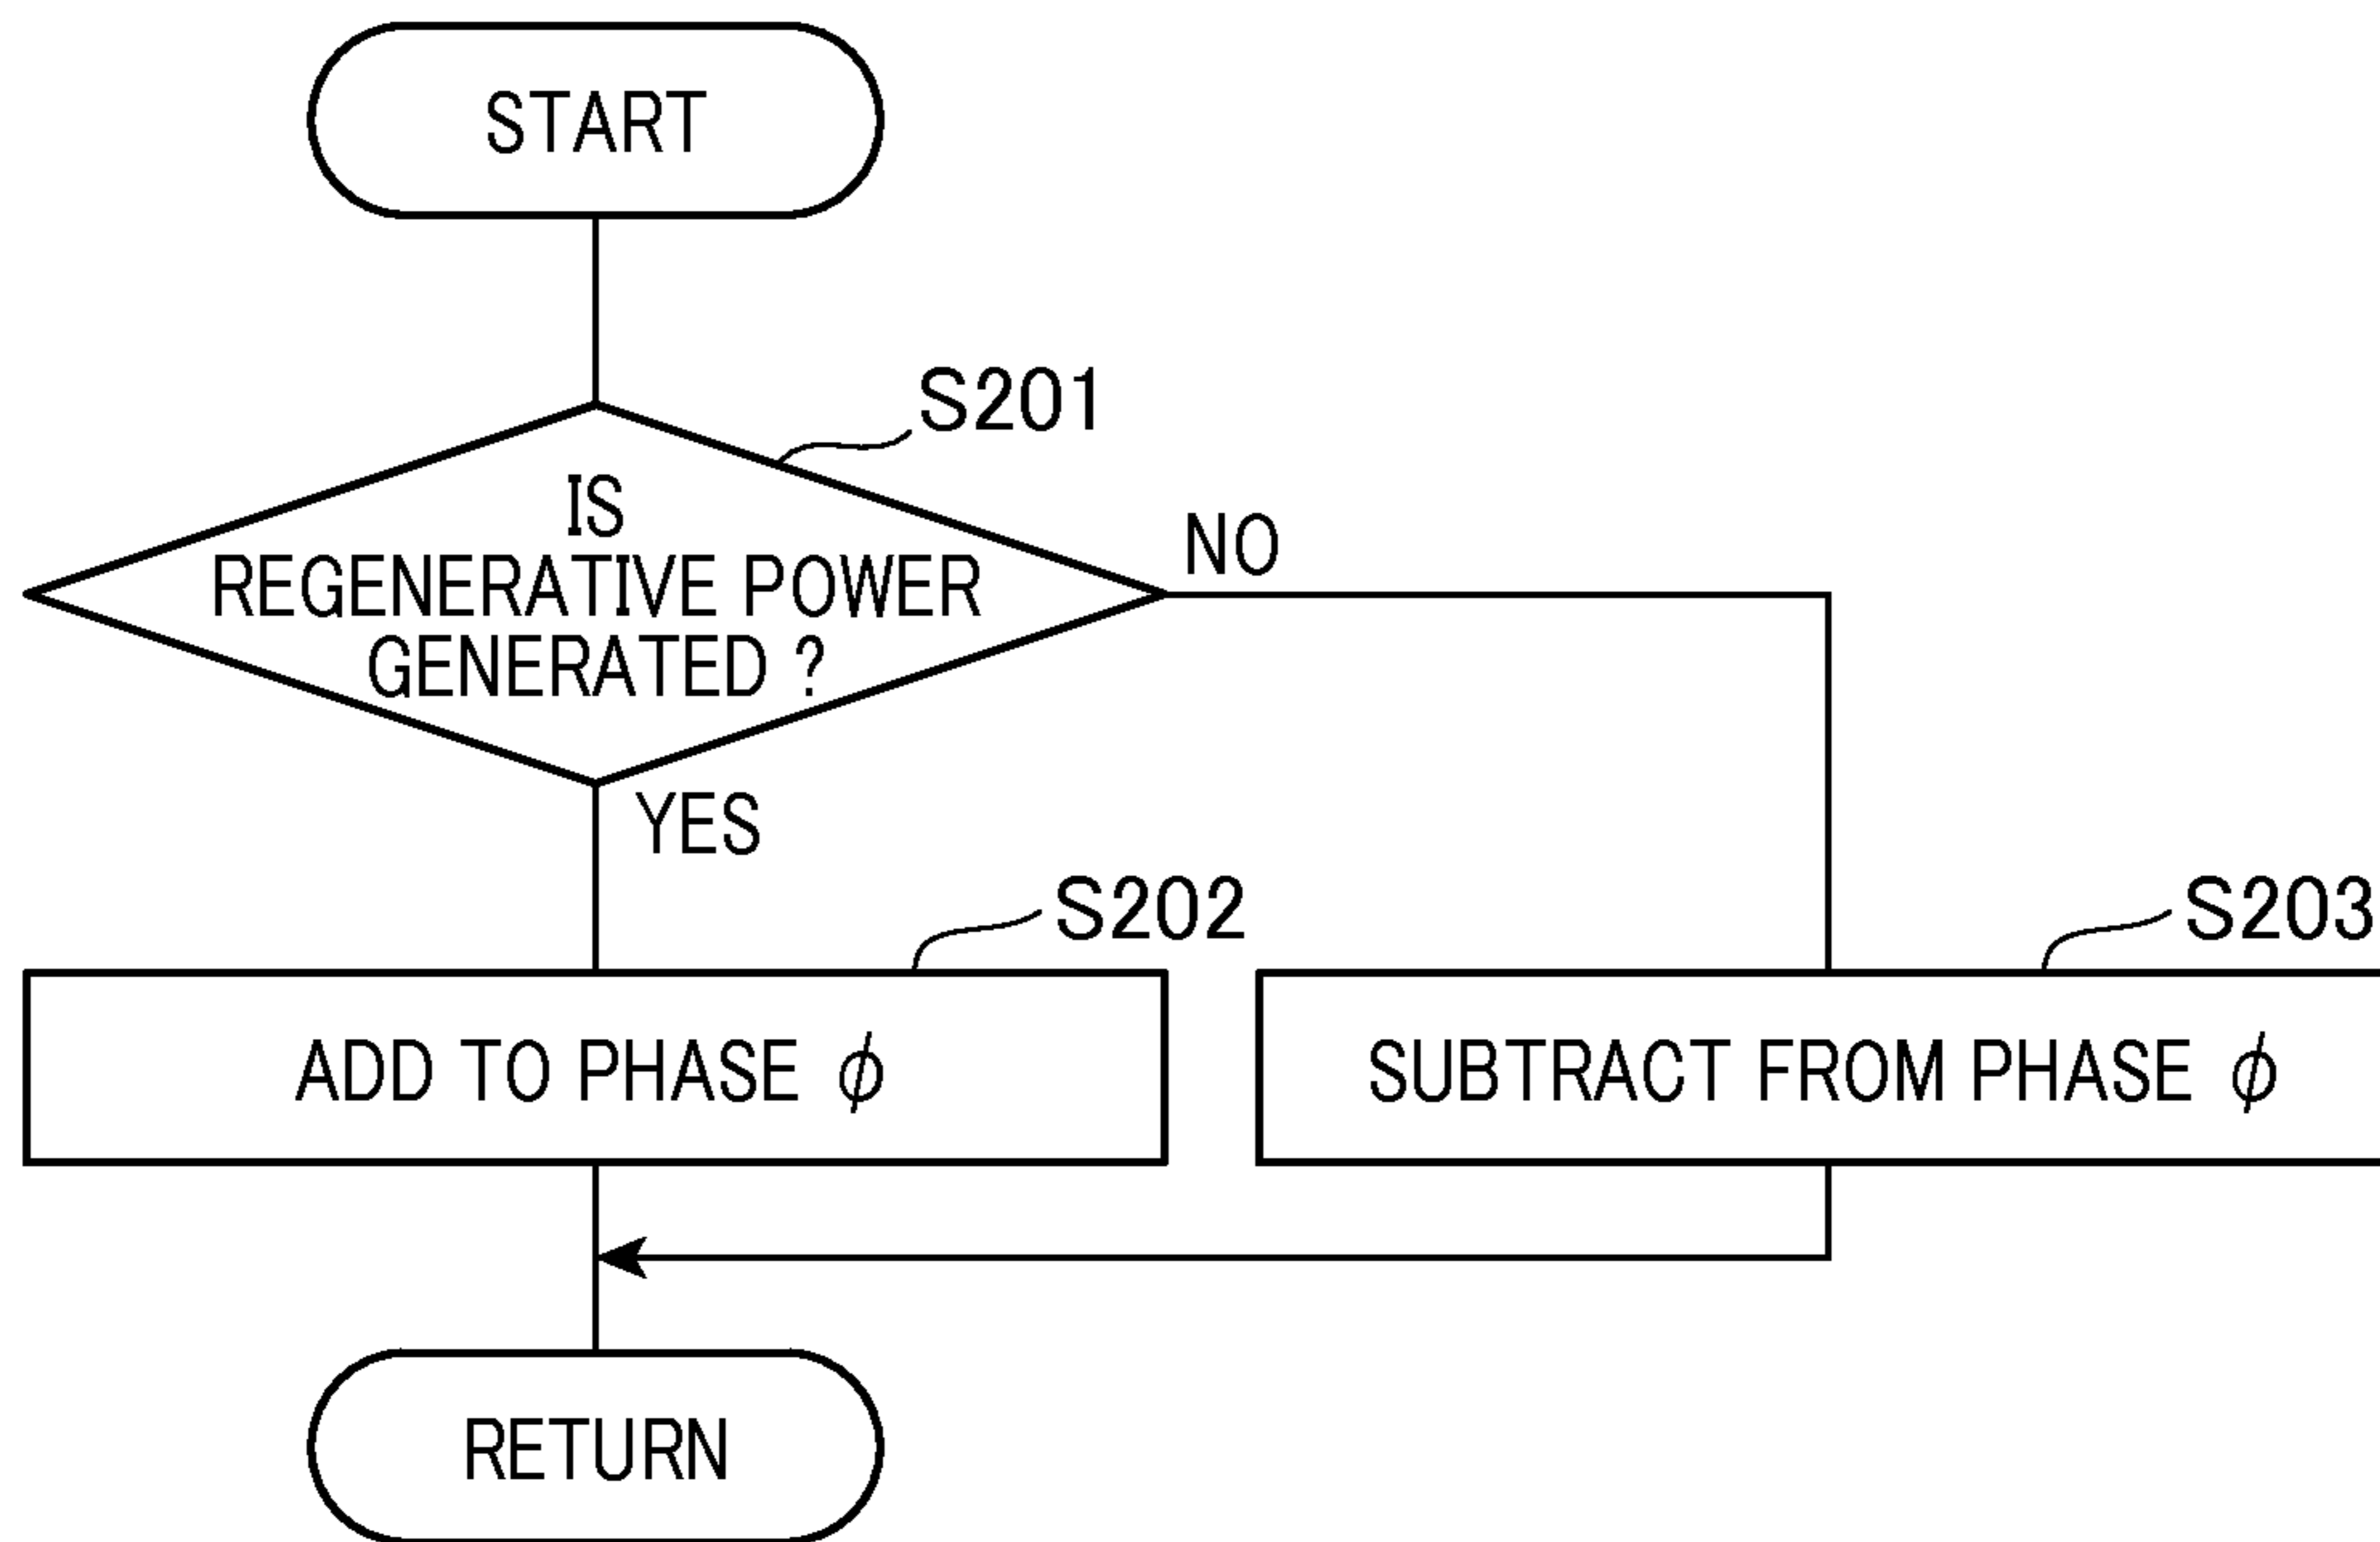 START
S201
IS
REGENERATIVE POWER
GENERATED ?
NO
YES
S202
S203
ADD TO PHASE ϕ
SUBTRACT FROM PHASE ϕ
RETURN